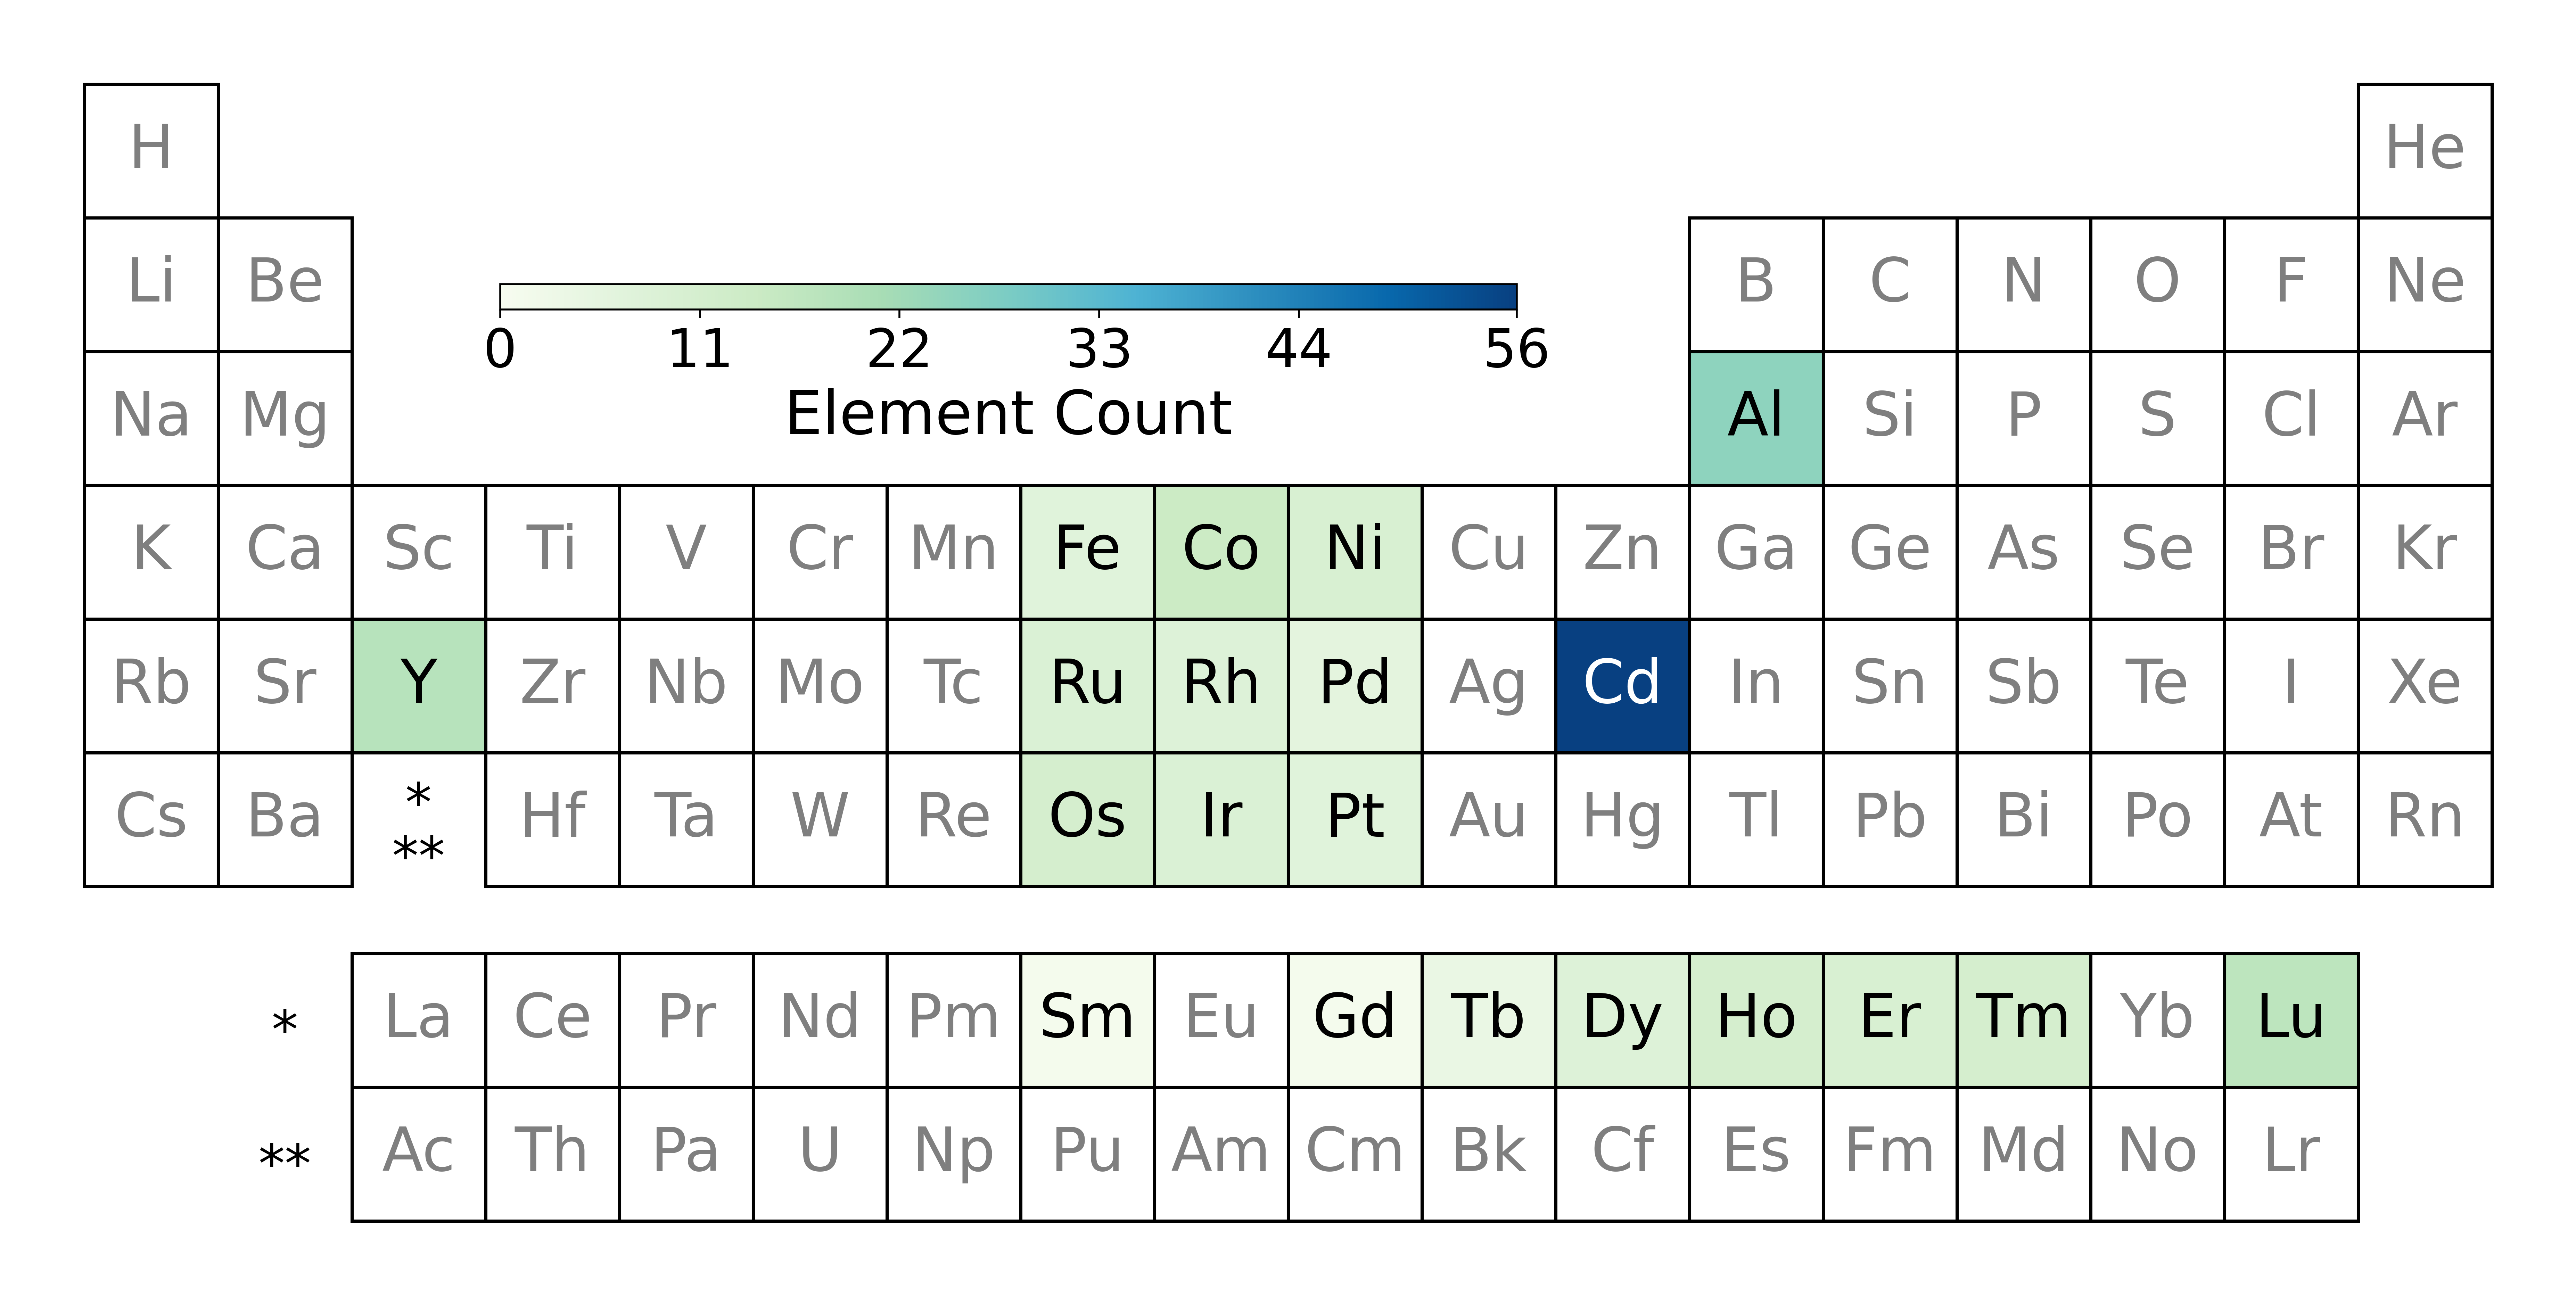 H He
Li Be B C N O F Ne
0 11 22 33 44 56
Element Count
Na Mg Al Si P S Cl Ar
K Ca Sc Ti V Cr Mn Fe Co Ni Cu Zn Ga Ge As Se Br Kr
Rb Sr Y Zr Nb Mo Tc Ru Rh Pd Ag Cd In Sn Sb Te I Xe
Cs Ba * Hf Ta W Re Os Ir Pt Au Hg Tl Pb Bi Po At Rn
**
* La Ce Pr Nd Pm Sm Eu Gd Tb Dy Ho Er Tm Yb Lu
** Ac Th Pa U Np Pu Am Cm Bk Cf Es Fm Md No Lr